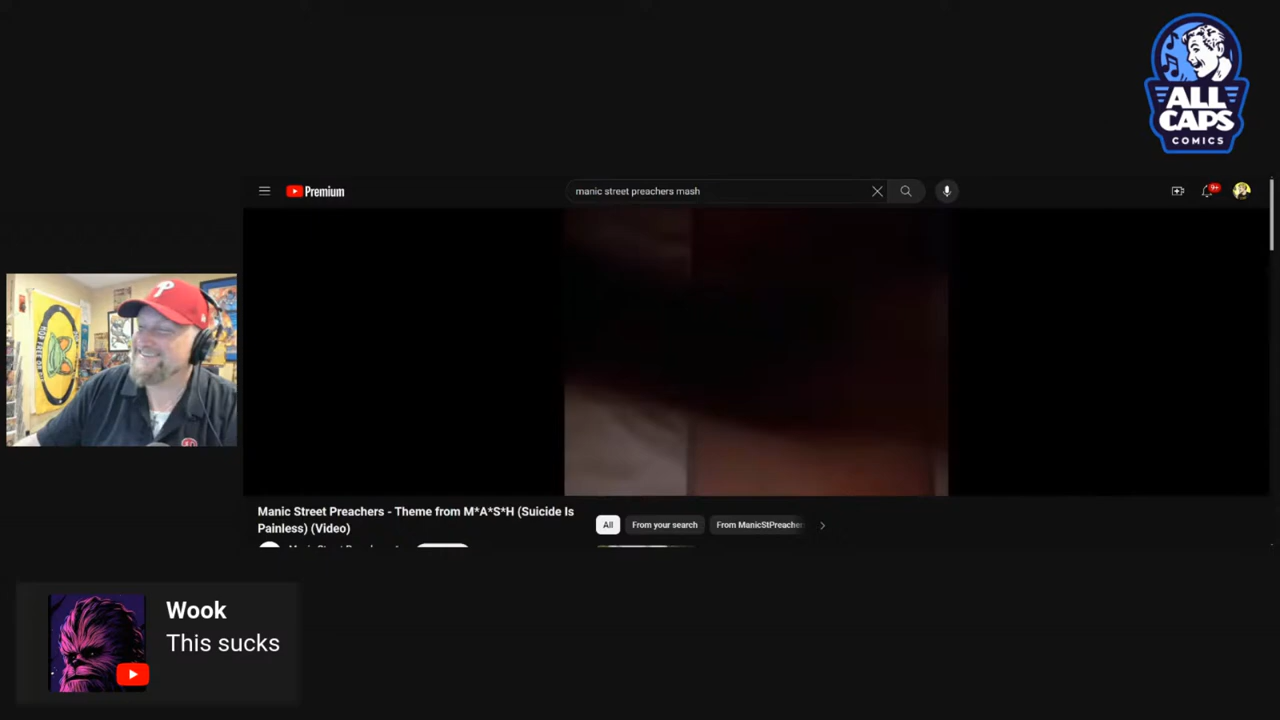 ALL
CAPS
COMICS
Premium
manic street preachers mash
9+
P
Manic Street Preachers - Theme from M*A*S*H (Suicide Is
Painless) (Video)
All
From your search
From ManicStPreacher
Wook
This sucks